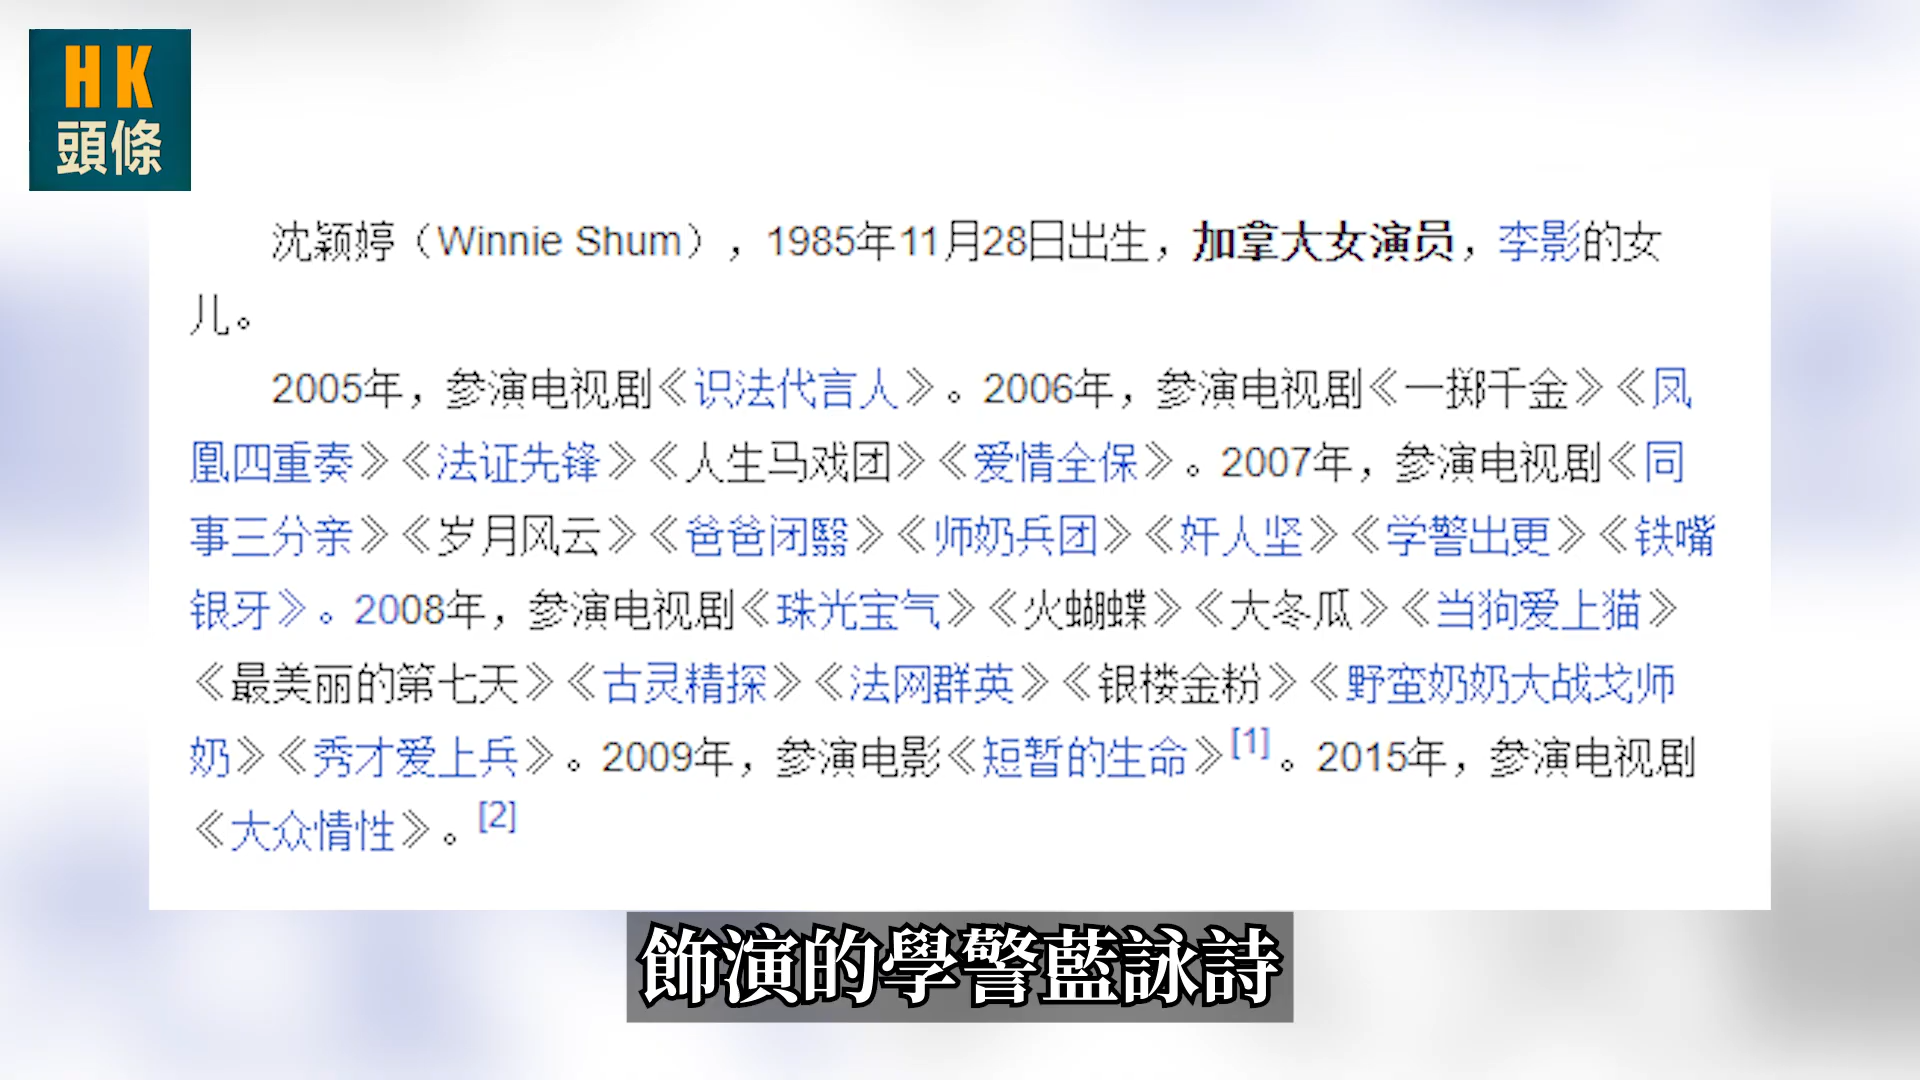 HK
頭條
沈颖婷（Winnie Shum），1985年11月28日出生，加拿大女演员，李影的女
儿。
2005年，参演电视剧《识法代言人》。2006年，参演电视剧《一掷千金》《凤
凰四重奏》《法证先锋》《人生马戏团》《爱情全保》。2007年，参演电视剧《同
事三分亲》《岁月风云》《爸爸闭翳》《师奶兵团》《奸人坚》《学警出更》《铁嘴
银牙》。2008年，参演电视剧《珠光宝气》《火蝴蝶》《大冬瓜》《当狗爱上猫》
《最美丽的第七天》《古灵精探》《法网群英》《银楼金粉》《野蛮奶奶大战戈师
奶》《秀才爱上兵》。2009年，参演电影《短暂的生命》[1]。2015年，参演电视剧
《大众情性》。[2]
飾演的學警藍詠詩